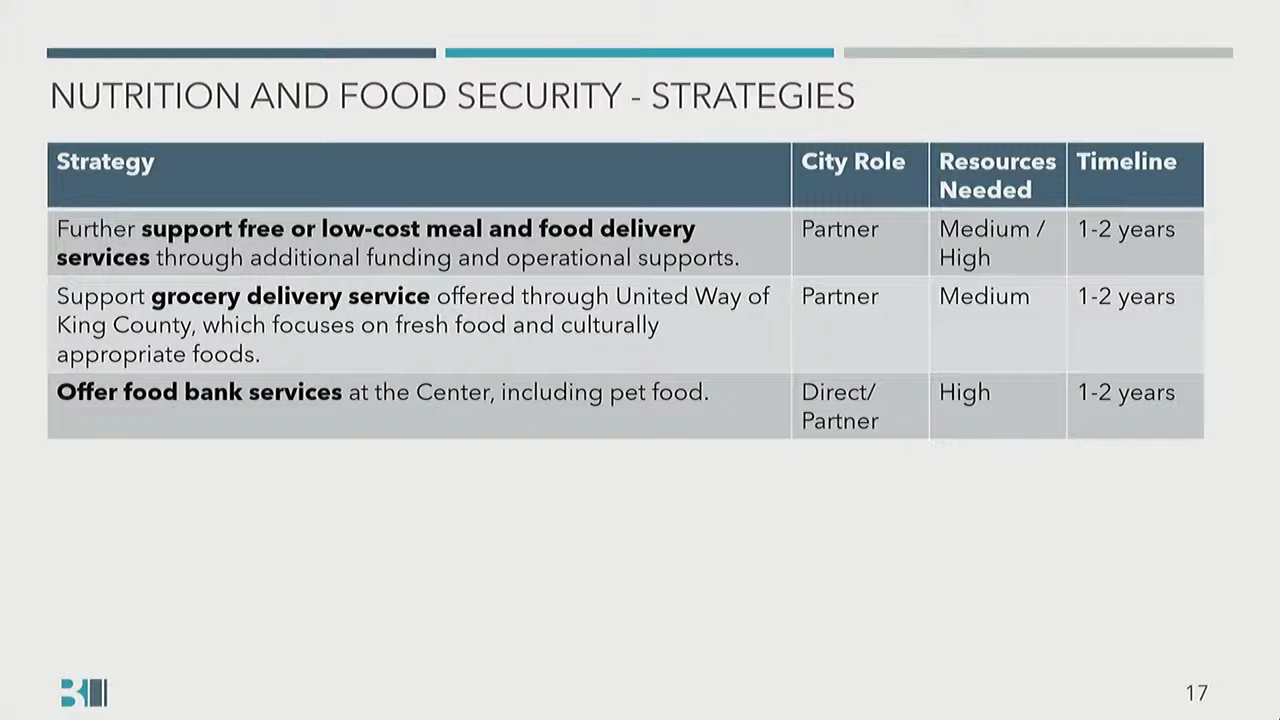 NUTRITION AND FOOD SECURITY - STRATEGIES
Strategy
City Role
Resources
Needed
Timeline
Further support free or low-cost meal and food delivery
services through additional funding and operational supports.
Partner
Medium /
High
1-2 years
Support grocery delivery service offered through United Way of
King County, which focuses on fresh food and culturally
appropriate foods.
Partner
Medium
1-2 years
Offer food bank services at the Center, including pet food.
Direct/
Partner
High
1-2 years
17